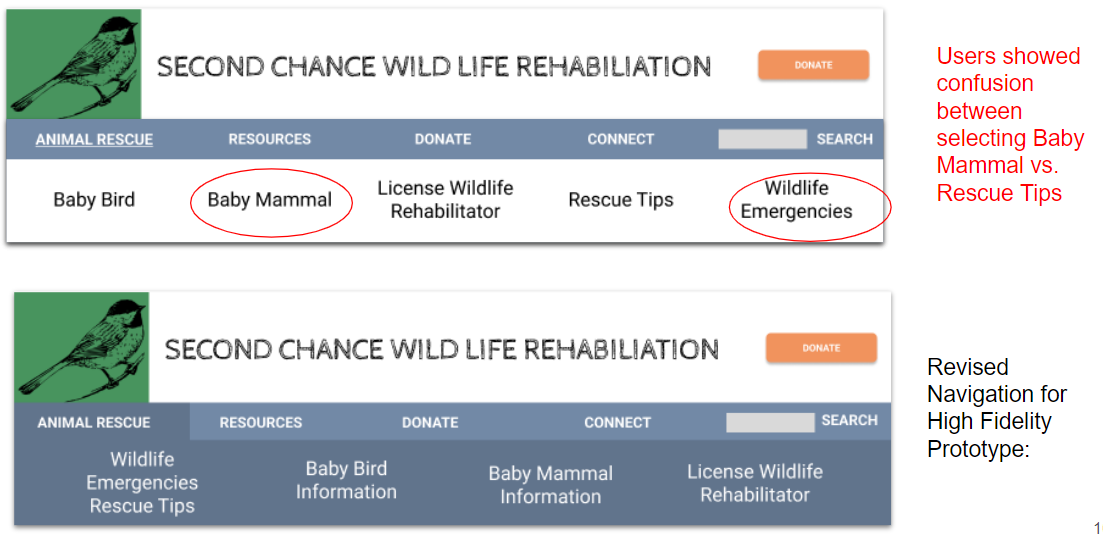 SECOND CHANCE WILD LIFE REHABILIATION
DONATE
ANIMAL RESCUE
RESOURCES
DONATE
CONNECT
SEARCH
Baby Bird
Baby Mammal
License Wildlife
Rehabilitator
Rescue Tips
Wildlife
Emergencies
Users showed
confusion
between
selecting Baby
Mammal vs.
Rescue Tips
SECOND CHANCE WILD LIFE REHABILIATION
DONATE
ANIMAL RESCUE
RESOURCES
DONATE
CONNECT
SEARCH
Wildlife
Emergencies
Rescue Tips
Baby Bird
Information
Baby Mammal
Information
License Wildlife
Rehabilitator
Revised
Navigation for
High Fidelity
Prototype:
1